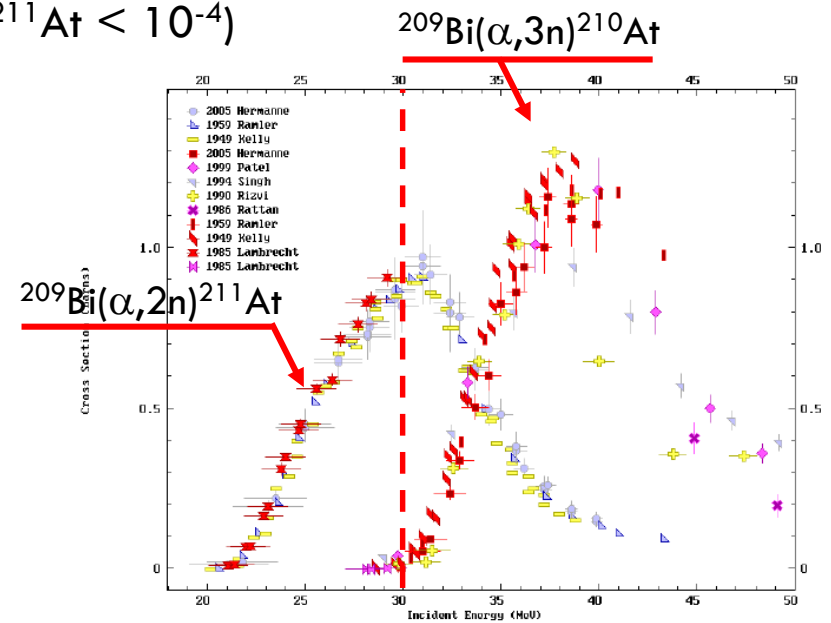 ²¹¹At < 10⁻⁴)
²⁰⁹Bi(α,3n)²¹⁰At
20 25 30 35 40 45 50
2005 Hermanne
1959 Ramler
1949 Kelly
2005 Hermanne
1999 Patel
1994 Singh
1990 Rizvi
1986 Rattan
1959 Ramler
1949 Kelly
1985 Lambrecht
1985 Lambrecht
1.0 1.0
²⁰⁹Bi(α,2n)²¹¹At
Cross Section (barns)
0.5 0.5
0 0
20 25 30 35 40 45 50
Incident Energy (MeV)